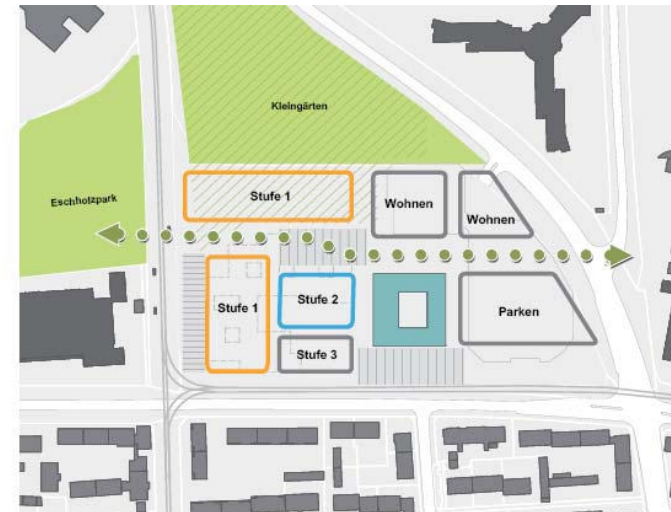 Kleingärten
Eschholzpark
Stufe 1
Wohnen
Wohnen
Stufe 1
Stufe 2
Parken
Stufe 3